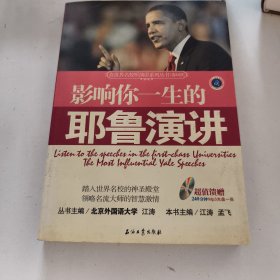 影响你一生的
耶鲁演讲
Listen to the speeches in the first-class Universities
The Most Influential Yale Speeches
踏入世界名校的神圣殿堂
领略名流大师的智慧激情
超值馈赠
丛书主编/北京外国语大学 江涛 本书主编/江涛 孟飞
石油工业出版社